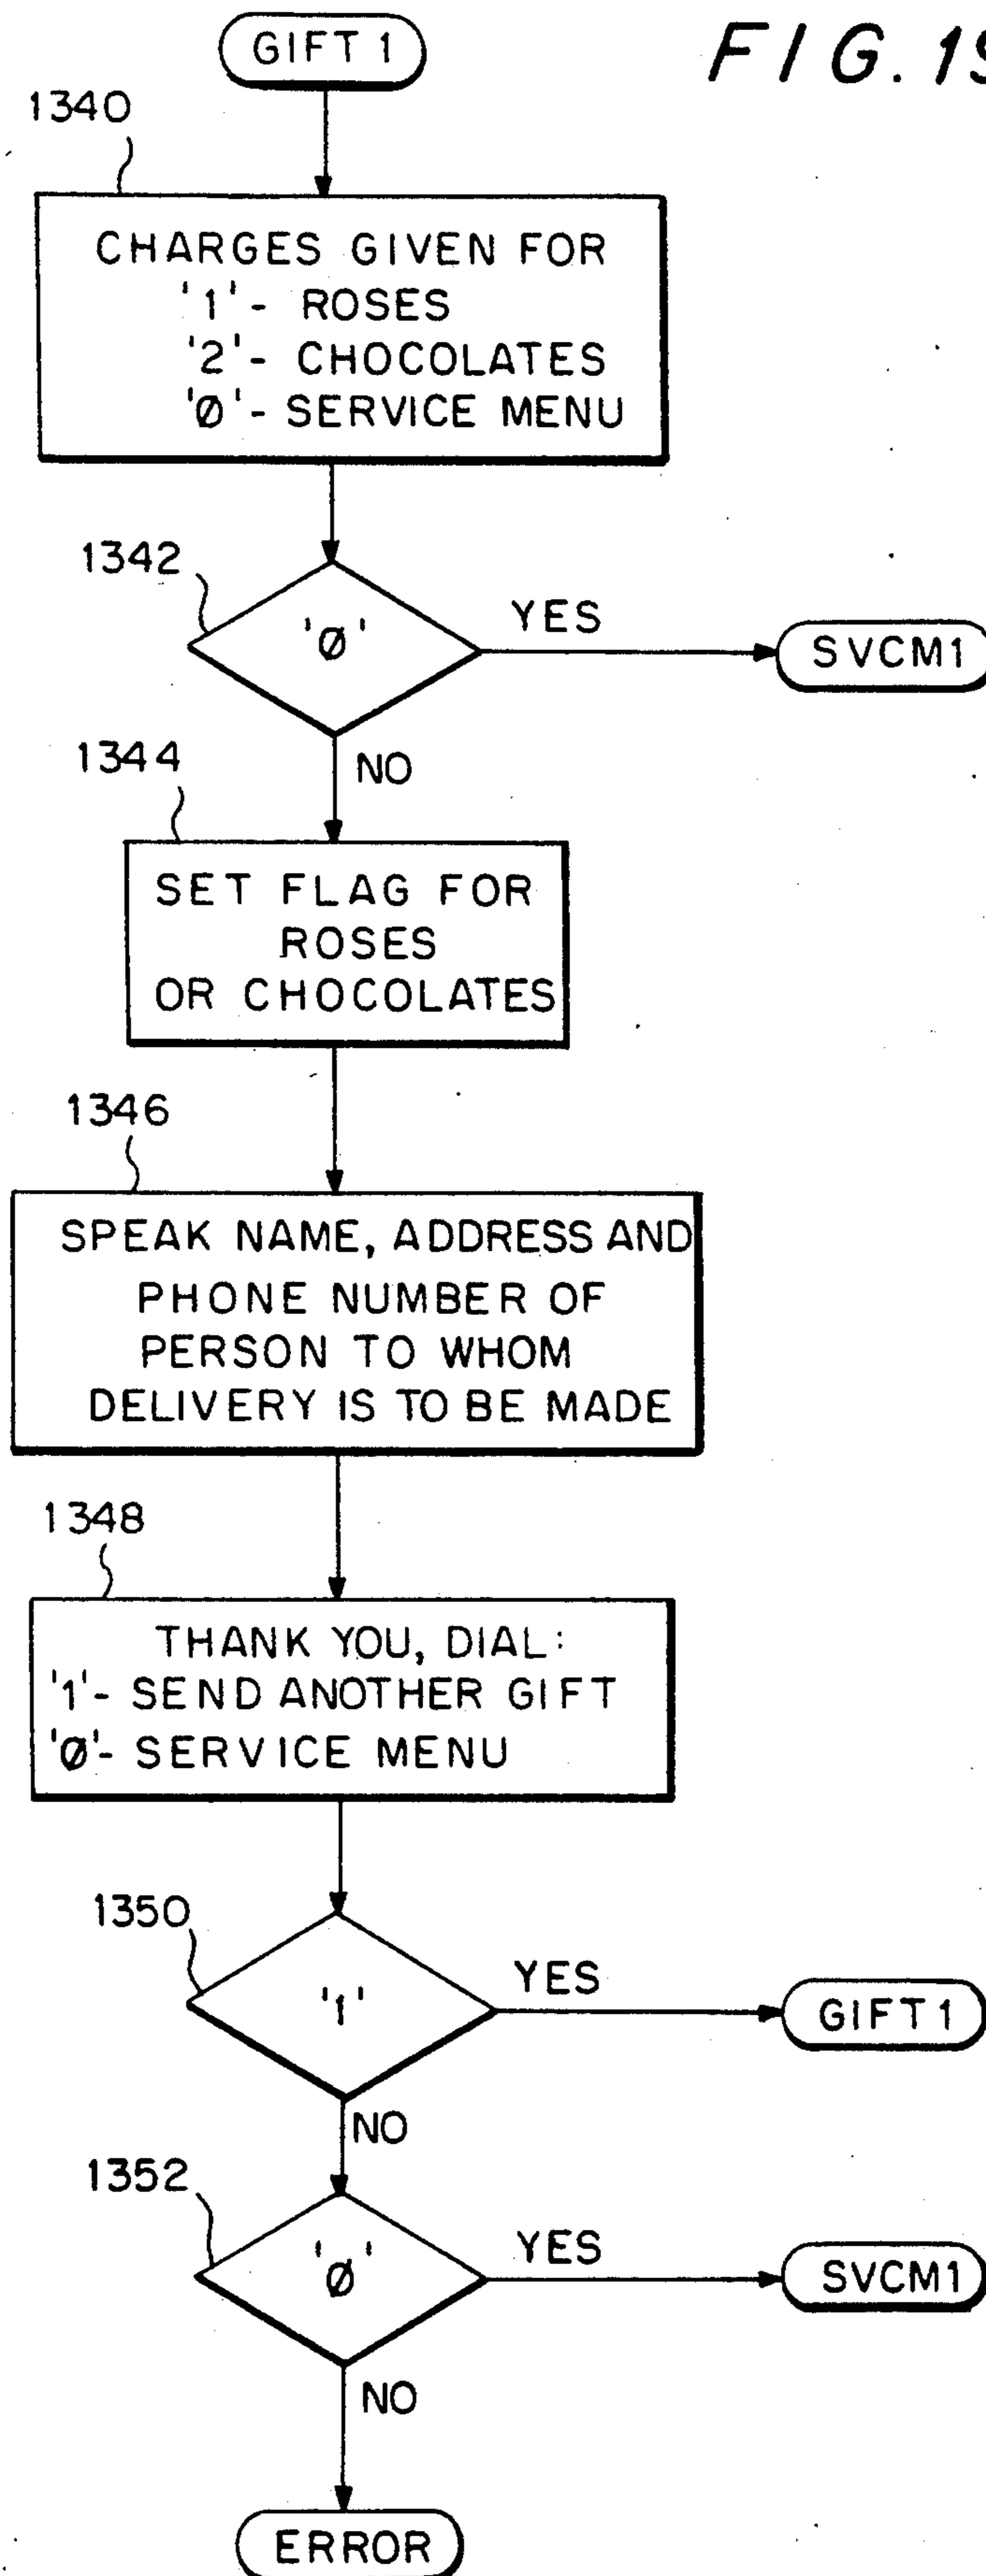 GIFT 1
FIG. 19
1340
CHARGES GIVEN FOR
'1'- ROSES
'2'- CHOCOLATES
'Ø'- SERVICE MENU
1342
'Ø'
YES
SVCM1
NO
1344
SET FLAG FOR
ROSES
OR CHOCOLATES
1346
SPEAK NAME, ADDRESS AND
PHONE NUMBER OF
PERSON TO WHOM
DELIVERY IS TO BE MADE
1348
THANK YOU, DIAL:
'1'- SEND ANOTHER GIFT
'Ø'- SERVICE MENU
1350
'1'
YES
GIFT 1
NO
1352
'Ø'
YES
SVCM1
NO
ERROR